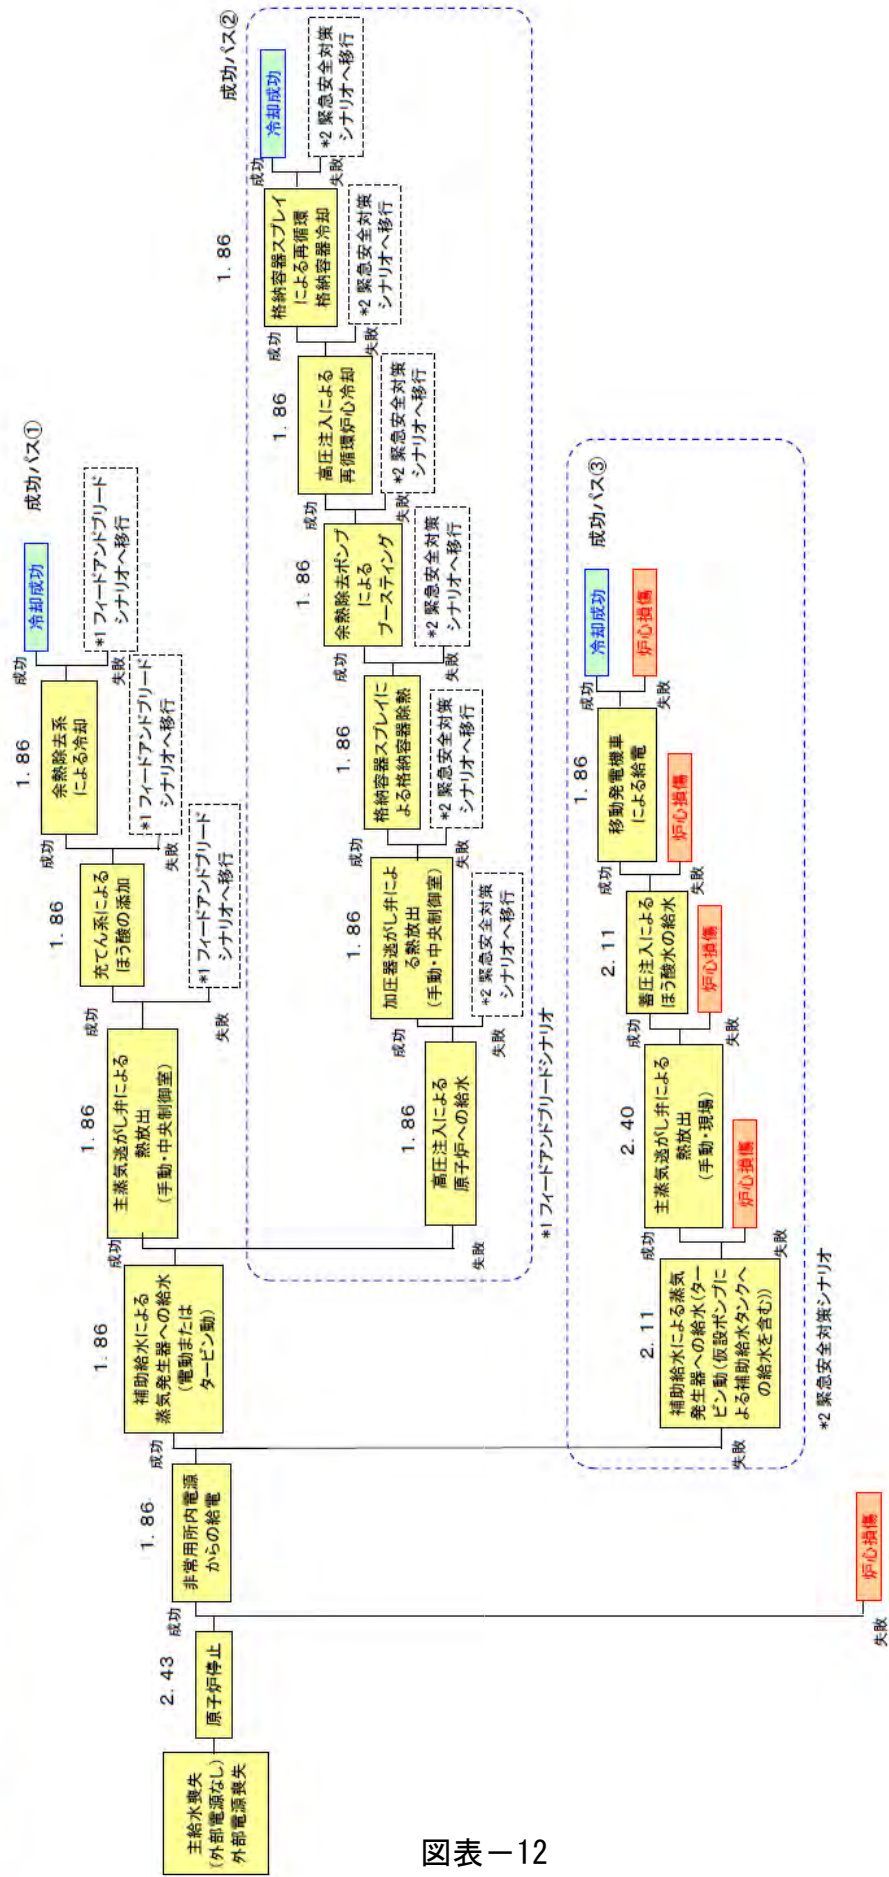 主給水喪失
(外部電源なし)
外部電源喪失
2.43
原子炉停止
成功
失敗
炉心損傷
1.86
非常用所内電源
からの給電
成功
失敗
1.86
補助給水による
蒸気発生器への給水
(電動または
タービン動)
成功
失敗
1.86
主蒸気逃がし弁による
熱放出
(手動・中央制御室)
成功
失敗
*1 フィードアンドブリード
シナリオへ移行
1.86
充てん系による
ほう酸の添加
成功
失敗
*1 フィードアンドブリード
シナリオへ移行
1.86
余熱除去系
による冷却
成功
失敗
*1 フィードアンドブリード
シナリオへ移行
冷却成功
成功パス①
1.86
高圧注入による
原子炉への給水
成功
失敗
*2 緊急安全対策
シナリオへ移行
1.86
加圧器逃がし弁によ
る熱放出
(手動・中央制御室)
成功
失敗
*2 緊急安全対策
シナリオへ移行
1.86
格納容器スプレイに
よる格納容器除熱
成功
失敗
*2 緊急安全対策
シナリオへ移行
1.86
余熱除去ポンプ
による
ブースティング
成功
失敗
*2 緊急安全対策
シナリオへ移行
1.86
高圧注入による
再循環炉心冷却
成功
失敗
*2 緊急安全対策
シナリオへ移行
1.86
格納容器スプレイ
による再循環
格納容器冷却
成功
失敗
*2 緊急安全対策
シナリオへ移行
冷却成功
成功パス②
*1 フィードアンドブリードシナリオ
2.11
補助給水による蒸気
発生器への給水(ター
ビン動(仮設ポンプに
よる補助給水タンクへ
の給水を含む))
成功
失敗
炉心損傷
2.40
主蒸気逃がし弁による
熱放出
(手動・現場)
成功
失敗
炉心損傷
2.11
蓄圧注入による
ほう酸水の給水
成功
失敗
炉心損傷
1.86
移動発電機車
による給電
成功
失敗
炉心損傷
冷却成功
成功パス③
*2 緊急安全対策シナリオ
図表－12